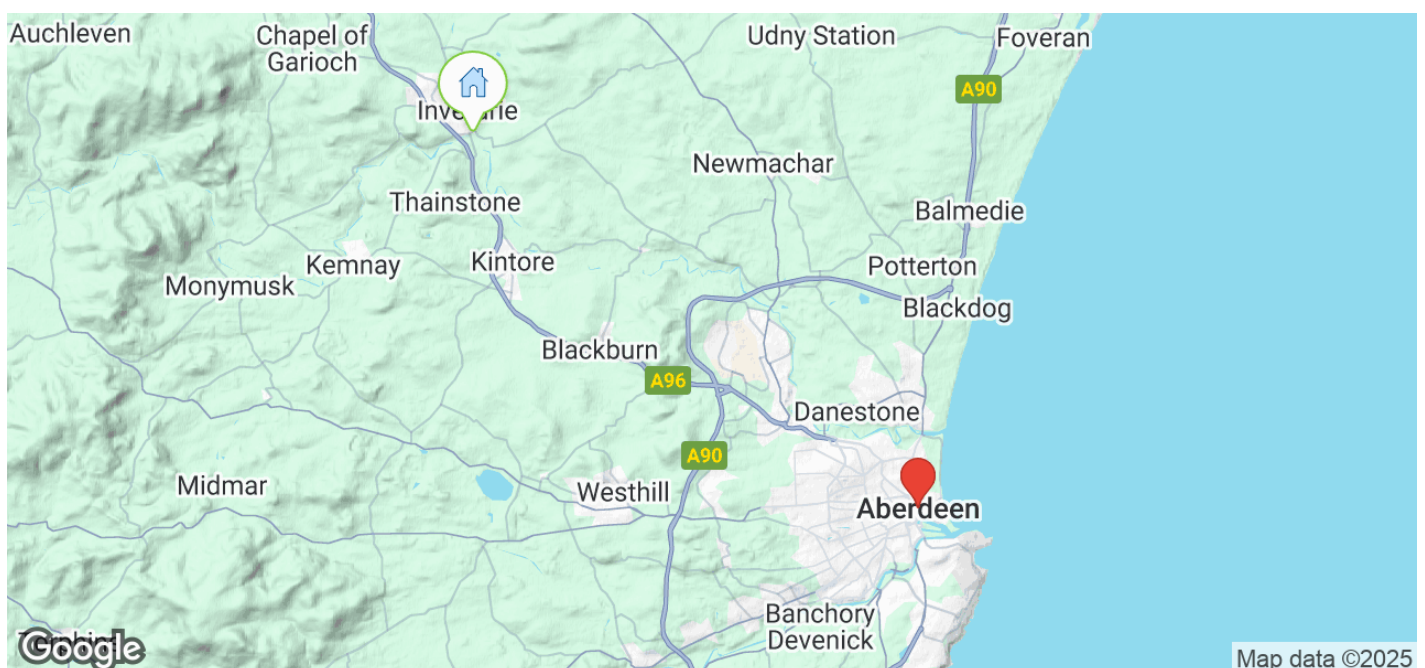 Auchleven
Chapel of
Garioch
Udny Station
Foveran
A90
Newmachar
Thainstone
Balmedie
Kemnay
Kintore
Potterton
Monymusk
Blackdog
Blackburn
A96
Danestone
A90
Midmar
Westhill
Aberdeen
Banchory
Devenick
Google
Map data ©2025